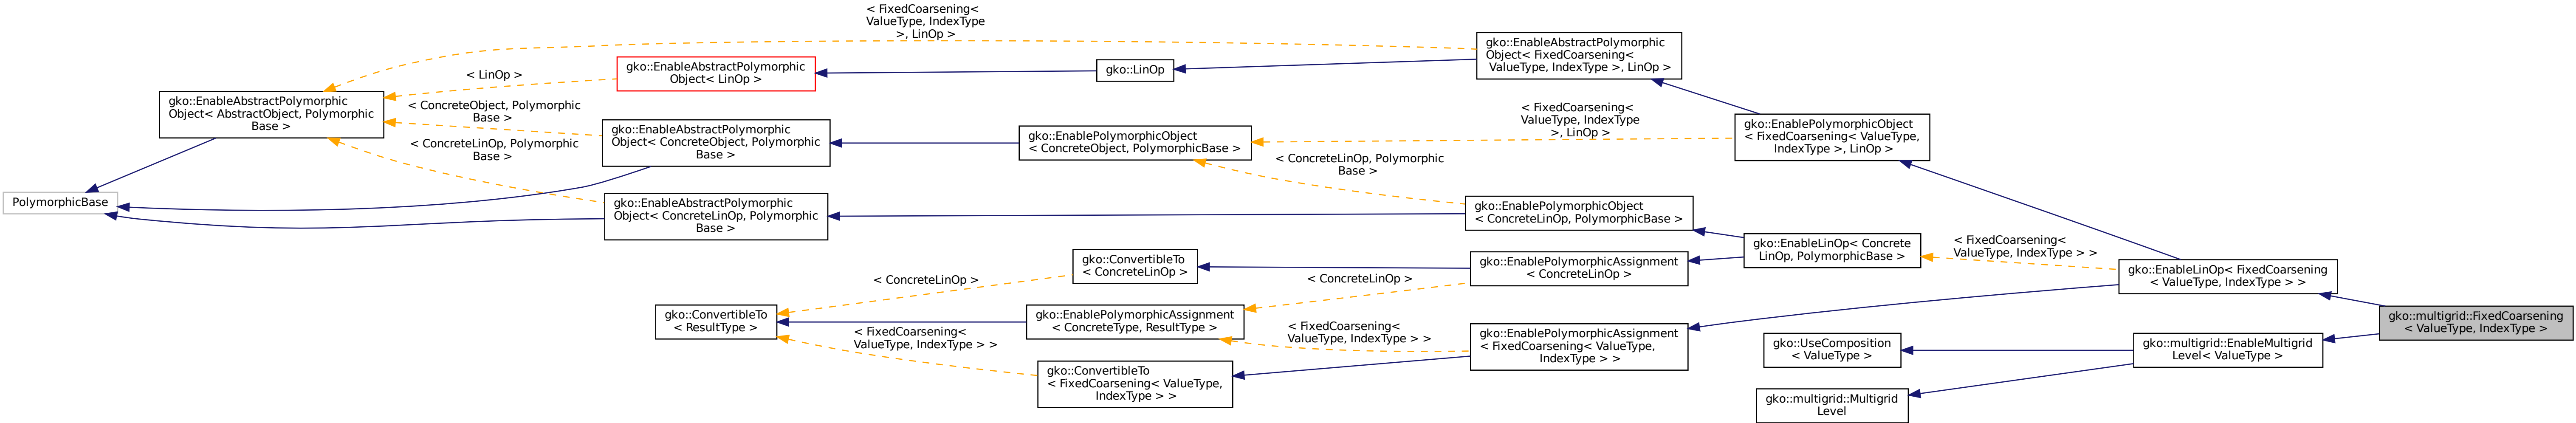 PolymorphicBase
gko::EnableAbstractPolymorphic
Object< AbstractObject, Polymorphic
Base >
< FixedCoarsening<
ValueType, IndexType
>, LinOp >
< LinOp >
< ConcreteObject, Polymorphic
Base >
< ConcreteLinOp, Polymorphic
Base >
gko::EnableAbstractPolymorphic
Object< LinOp >
gko::EnableAbstractPolymorphic
Object< ConcreteObject, Polymorphic
Base >
gko::EnableAbstractPolymorphic
Object< ConcreteLinOp, Polymorphic
Base >
gko::LinOp
gko::EnablePolymorphicObject
< ConcreteObject, PolymorphicBase >
< FixedCoarsening<
ValueType, IndexType
>, LinOp >
< ConcreteLinOp, Polymorphic
Base >
gko::EnableAbstractPolymorphic
Object< FixedCoarsening<
ValueType, IndexType >, LinOp >
gko::EnablePolymorphicObject
< FixedCoarsening< ValueType,
IndexType >, LinOp >
gko::EnablePolymorphicObject
< ConcreteLinOp, PolymorphicBase >
gko::EnableLinOp< Concrete
LinOp, PolymorphicBase >
< FixedCoarsening<
ValueType, IndexType > >
gko::ConvertibleTo
< ResultType >
< ConcreteLinOp >
< FixedCoarsening<
ValueType, IndexType > >
gko::ConvertibleTo
< ConcreteLinOp >
gko::EnablePolymorphicAssignment
< ConcreteType, ResultType >
gko::ConvertibleTo
< FixedCoarsening< ValueType,
IndexType > >
< ConcreteLinOp >
< FixedCoarsening<
ValueType, IndexType > >
gko::EnablePolymorphicAssignment
< ConcreteLinOp >
gko::EnablePolymorphicAssignment
< FixedCoarsening< ValueType,
IndexType > >
gko::UseComposition
< ValueType >
gko::multigrid::Multigrid
Level
gko::EnableLinOp< FixedCoarsening
< ValueType, IndexType > >
gko::multigrid::EnableMultigrid
Level< ValueType >
gko::multigrid::FixedCoarsening
< ValueType, IndexType >